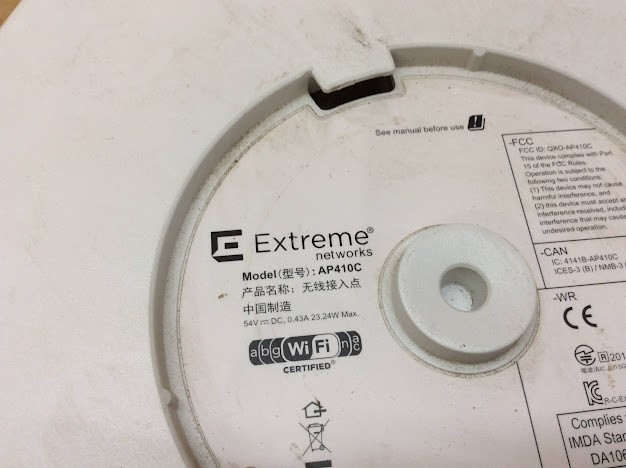 See manual before use
Extreme®
networks
Model(型号): AP410C
产品名称: 无线接入点
中国制造
54V DC, 0.43A 23.24W Max.
abg WiFi n ac
CERTIFIED®
-FCC
FCC ID: QXO-AP410C
This device complies with Part
15 of the FCC Rules.
Operation is subject to the
following two conditions:
(1) This device may not cause
harmful interference, and
(2) this device must accept
interference received,
interference that may cause
undesired operation.
-CAN
IC: 4141B-AP410C
ICES-3 (B) / NMB-3
-WR
CE
R 201
R-C-E
Complies
IMDA
DA106